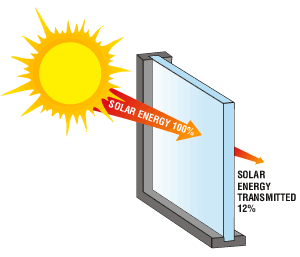 SOLAR ENERGY 100%
SOLAR
ENERGY
TRANSMITTED
12%